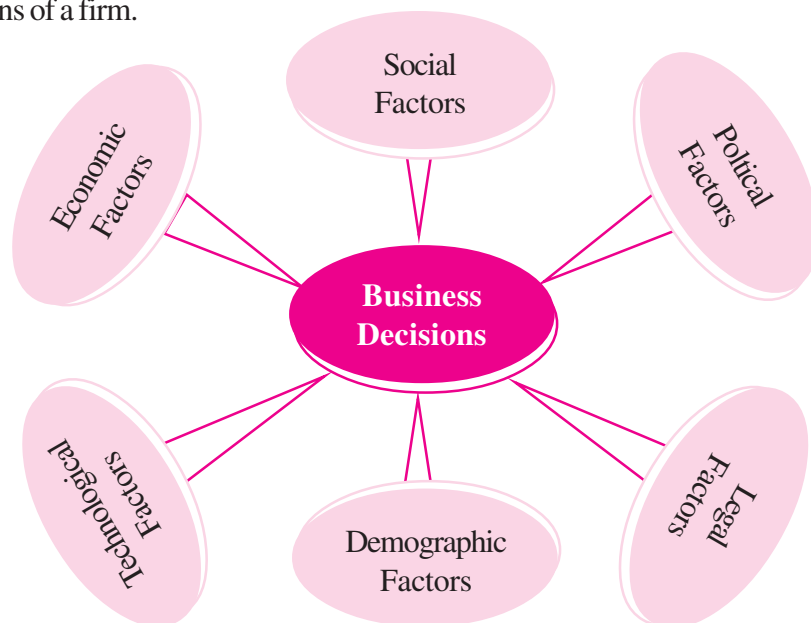 ns of a firm.
Social
Factors
Economic
Factors
Poltical
Factors
Business
Decisions
Technological
Factors
Demographic
Factors
Legal
Factors